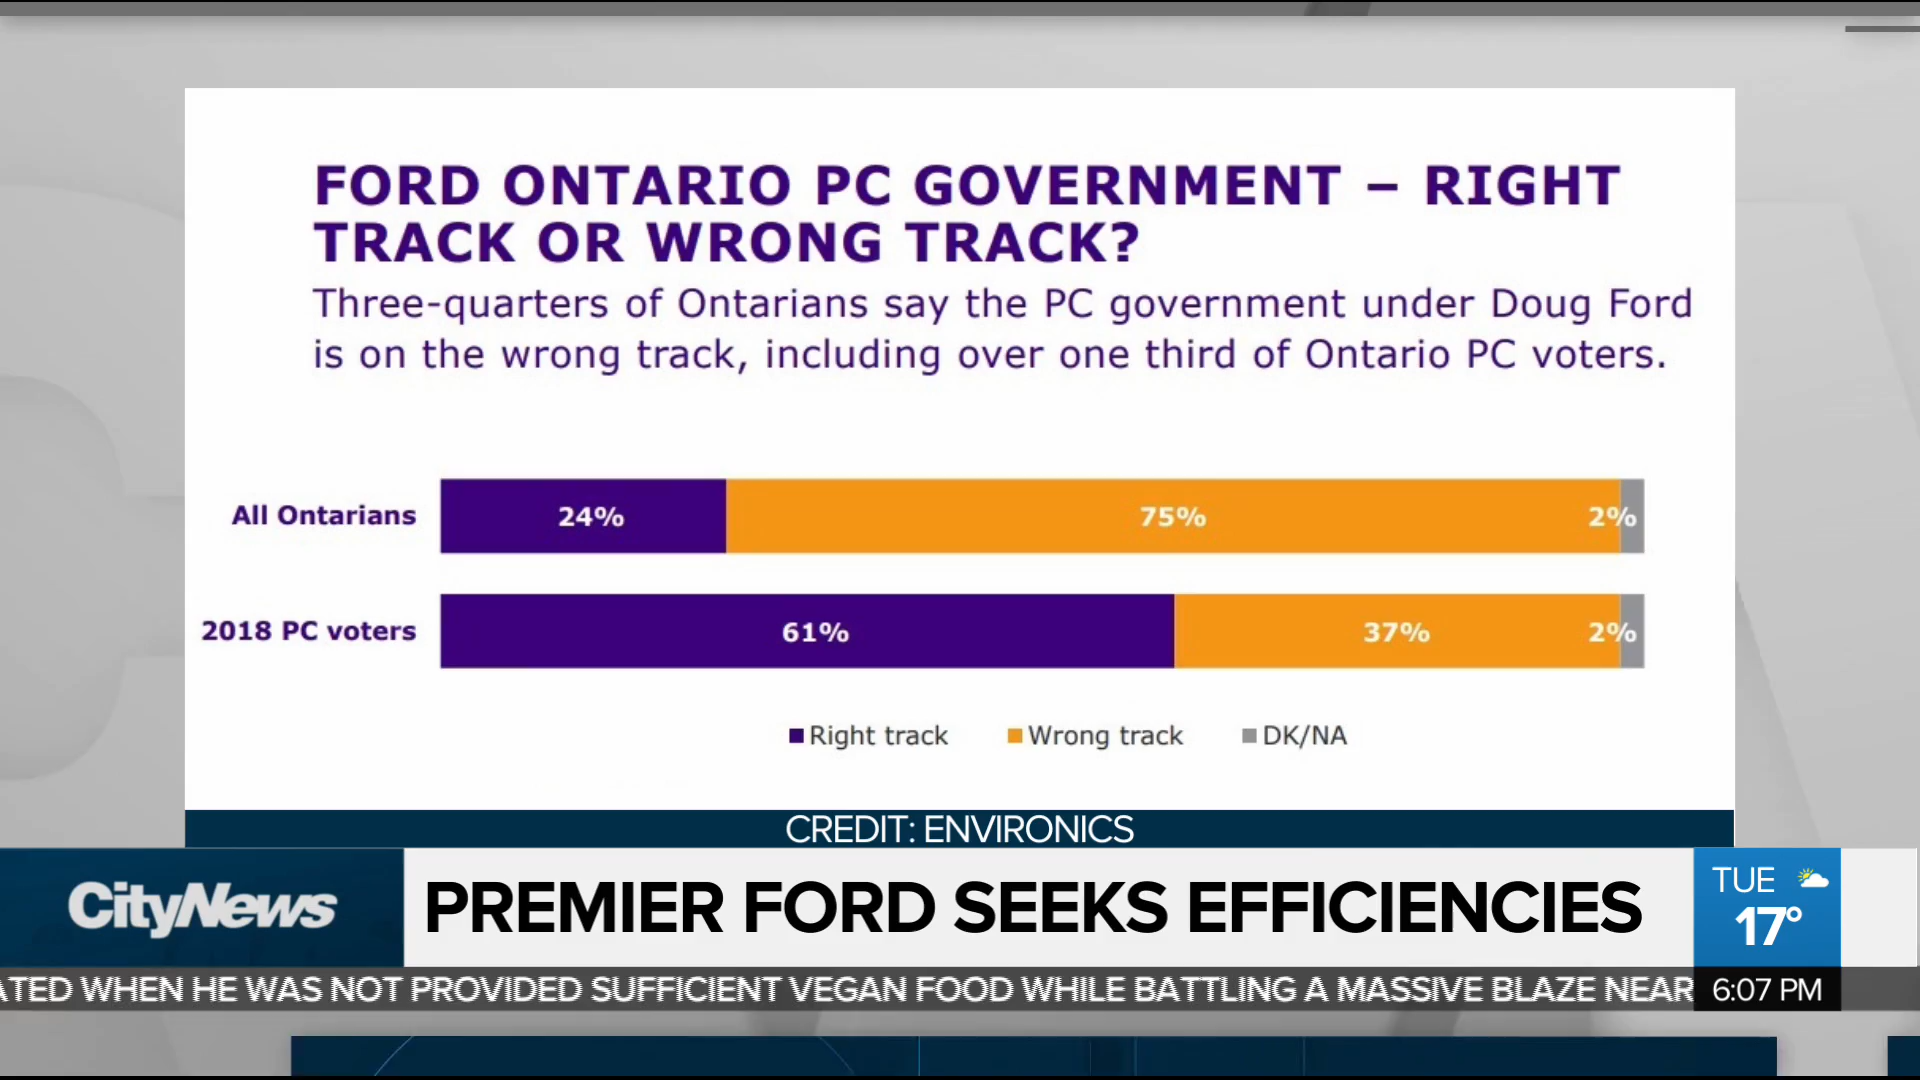 FORD ONTARIO PC GOVERNMENT – RIGHT
TRACK OR WRONG TRACK?
Three-quarters of Ontarians say the PC government under Doug Ford
is on the wrong track, including over one third of Ontario PC voters.
All Ontarians 24% 75% 2%
2018 PC voters 61% 37% 2%
Right track Wrong track DK/NA
CREDIT: ENVIRONICS
CityNews
PREMIER FORD SEEKS EFFICIENCIES
TUE
17°
WHEN HE WAS NOT PROVIDED SUFFICIENT VEGAN FOOD WHILE BATTLING A MASSIVE BLAZE NEAR
6:07 PM